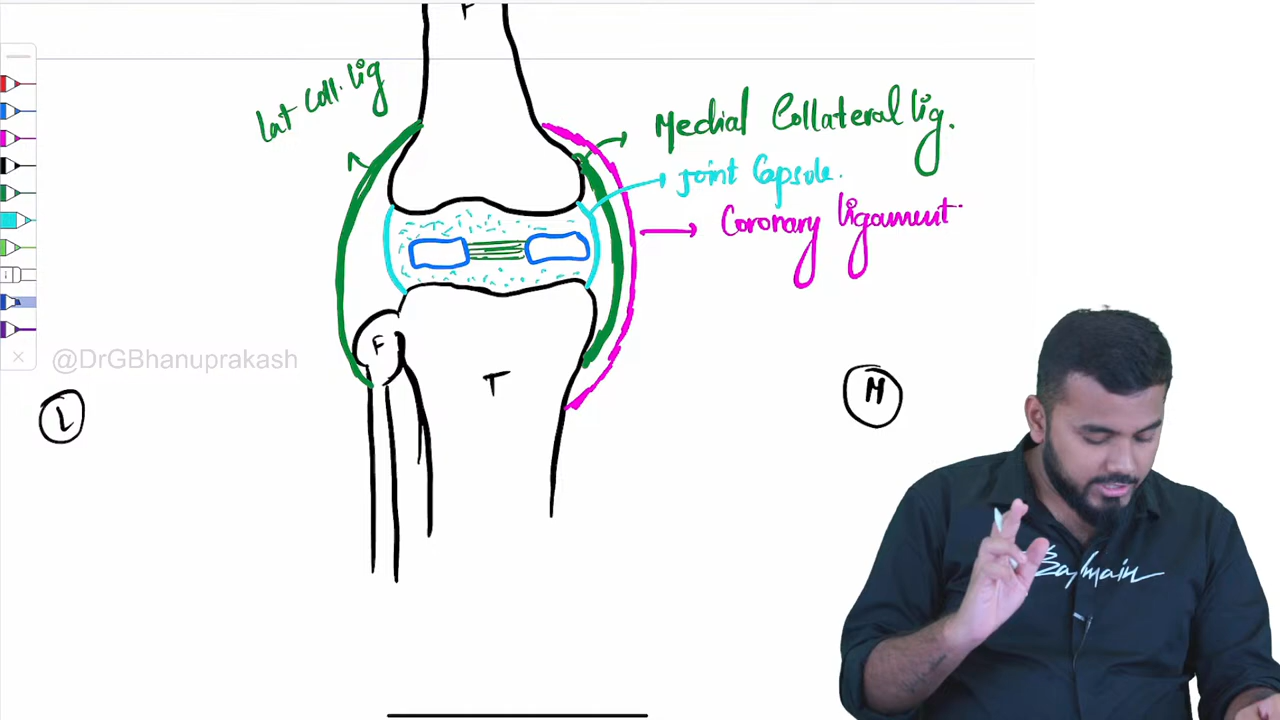 F
Lat Coll. lig
Medial Collateral lig.
Joint Capsule.
Coronary ligament
F
@DrGBhanuprakash
T
L
M
Balmain